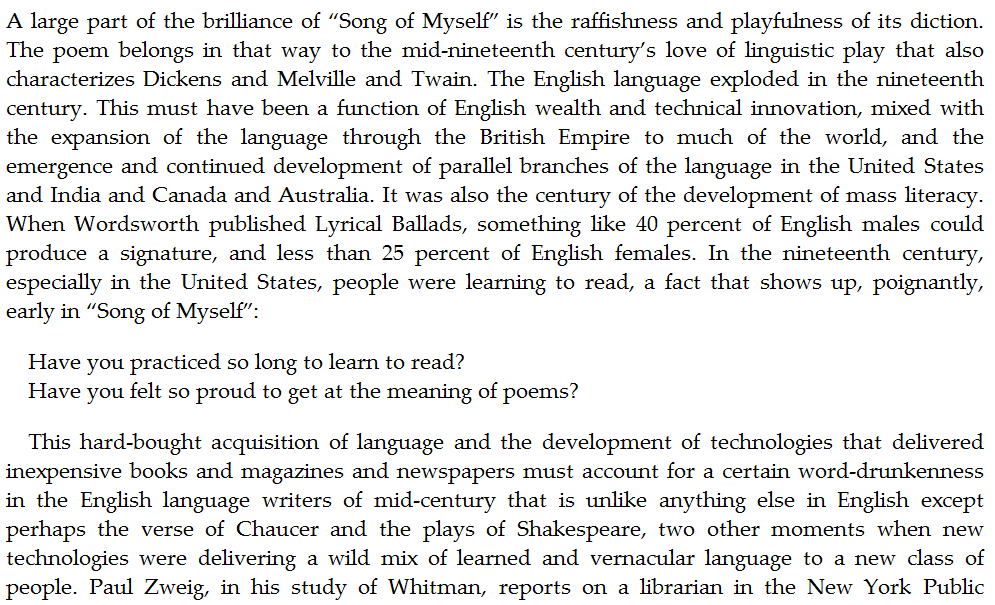 A large part of the brilliance of “Song of Myself” is the raffishness and playfulness of its diction.
The poem belongs in that way to the mid-nineteenth century’s love of linguistic play that also
characterizes Dickens and Melville and Twain. The English language exploded in the nineteenth
century. This must have been a function of English wealth and technical innovation, mixed with
the expansion of the language through the British Empire to much of the world, and the
emergence and continued development of parallel branches of the language in the United States
and India and Canada and Australia. It was also the century of the development of mass literacy.
When Wordsworth published Lyrical Ballads, something like 40 percent of English males could
produce a signature, and less than 25 percent of English females. In the nineteenth century,
especially in the United States, people were learning to read, a fact that shows up, poignantly,
early in “Song of Myself”:
Have you practiced so long to learn to read?
Have you felt so proud to get at the meaning of poems?
This hard-bought acquisition of language and the development of technologies that delivered
inexpensive books and magazines and newspapers must account for a certain word-drunkenness
in the English language writers of mid-century that is unlike anything else in English except
perhaps the verse of Chaucer and the plays of Shakespeare, two other moments when new
technologies were delivering a wild mix of learned and vernacular language to a new class of
people. Paul Zweig, in his study of Whitman, reports on a librarian in the New York Public